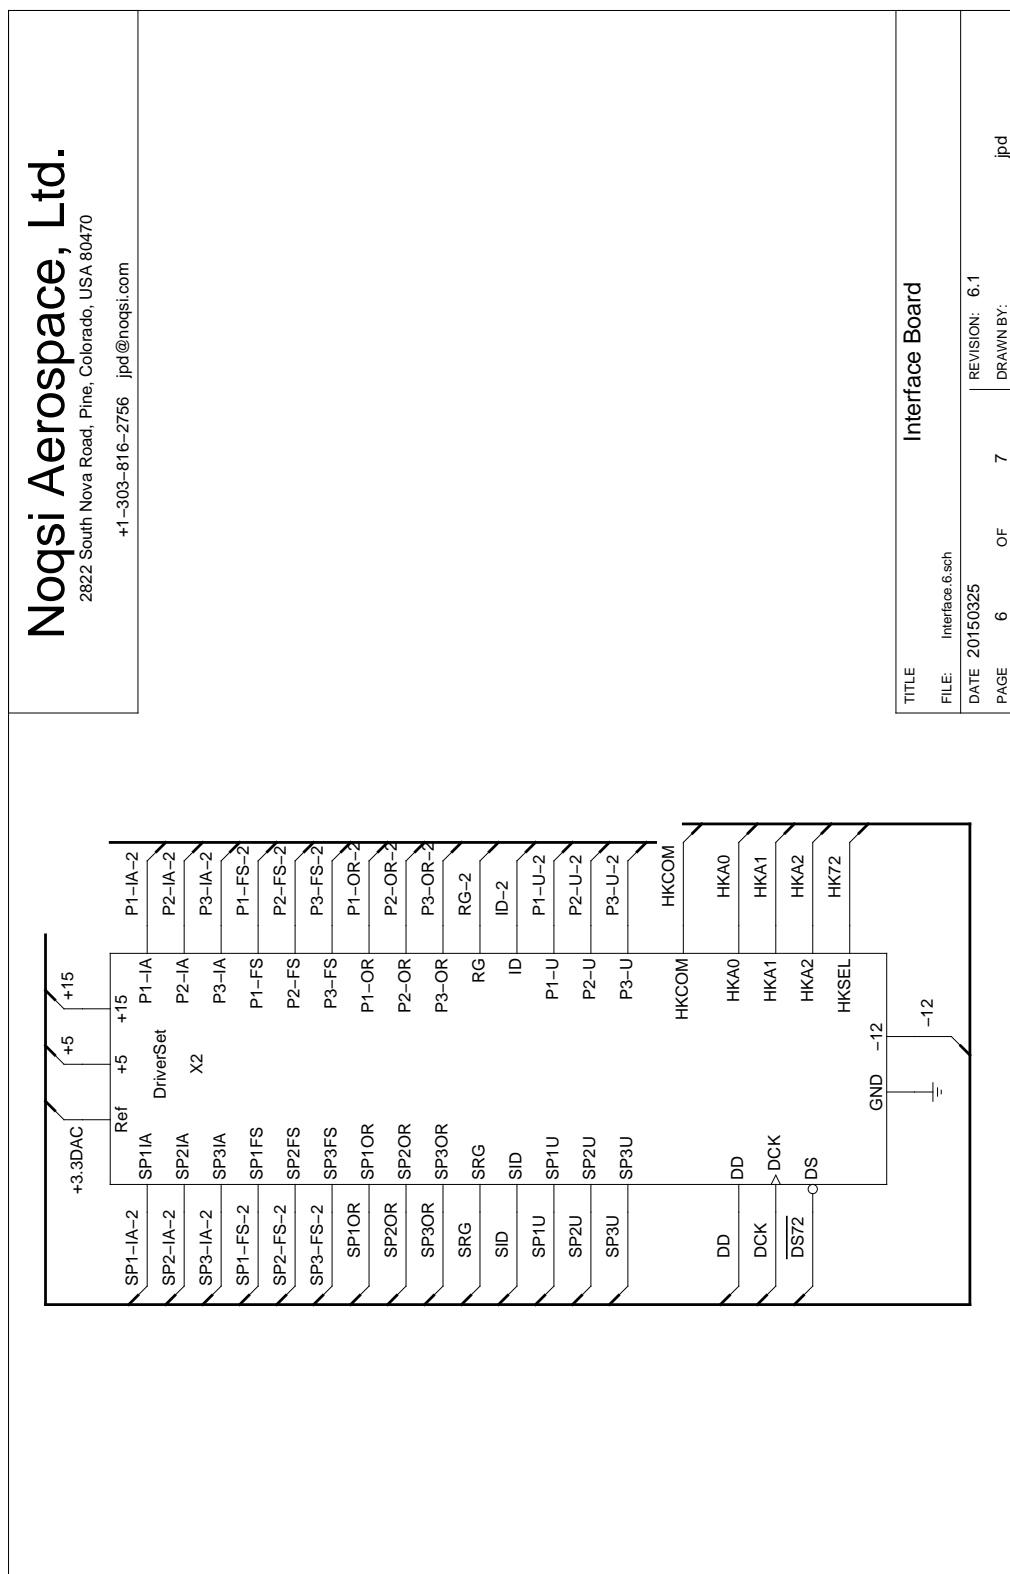 Noqsi Aerospace, Ltd.
2822 South Nova Road, Pine, Colorado, USA 80470
+1−303−816−2756 jpd@noqsi.com
+3.3DAC
+5
+15
Ref
+5
+15
DriverSet
X2
SP1−IA−2
SP1IA
P1−IA
P1−IA−2
SP2−IA−2
SP2IA
P2−IA
P2−IA−2
SP3−IA−2
SP3IA
P3−IA
P3−IA−2
SP1−FS−2
SP1FS
P1−FS
P1−FS−2
SP2−FS−2
SP2FS
P2−FS
P2−FS−2
SP3−FS−2
SP3FS
P3−FS
P3−FS−2
SP1OR
SP1OR
P1−OR
P1−OR−2
SP2OR
SP2OR
P2−OR
P2−OR−2
SP3OR
SP3OR
P3−OR
P3−OR−2
SRG
SRG
RG
RG−2
SID
SID
ID
ID−2
SP1U
SP1U
P1−U
P1−U−2
SP2U
SP2U
P2−U
P2−U−2
SP3U
SP3U
P3−U
P3−U−2
HKCOM
HKCOM
DD
DD
HKA0
HKA0
DCK
DCK
HKA1
HKA1
DS72
DS
HKA2
HKA2
HKSEL
HK72
GND
−12
−12
TITLE
Interface Board
FILE: Interface.6.sch
DATE 20150325
REVISION: 6.1
PAGE 6 OF 7
DRAWN BY: jpd